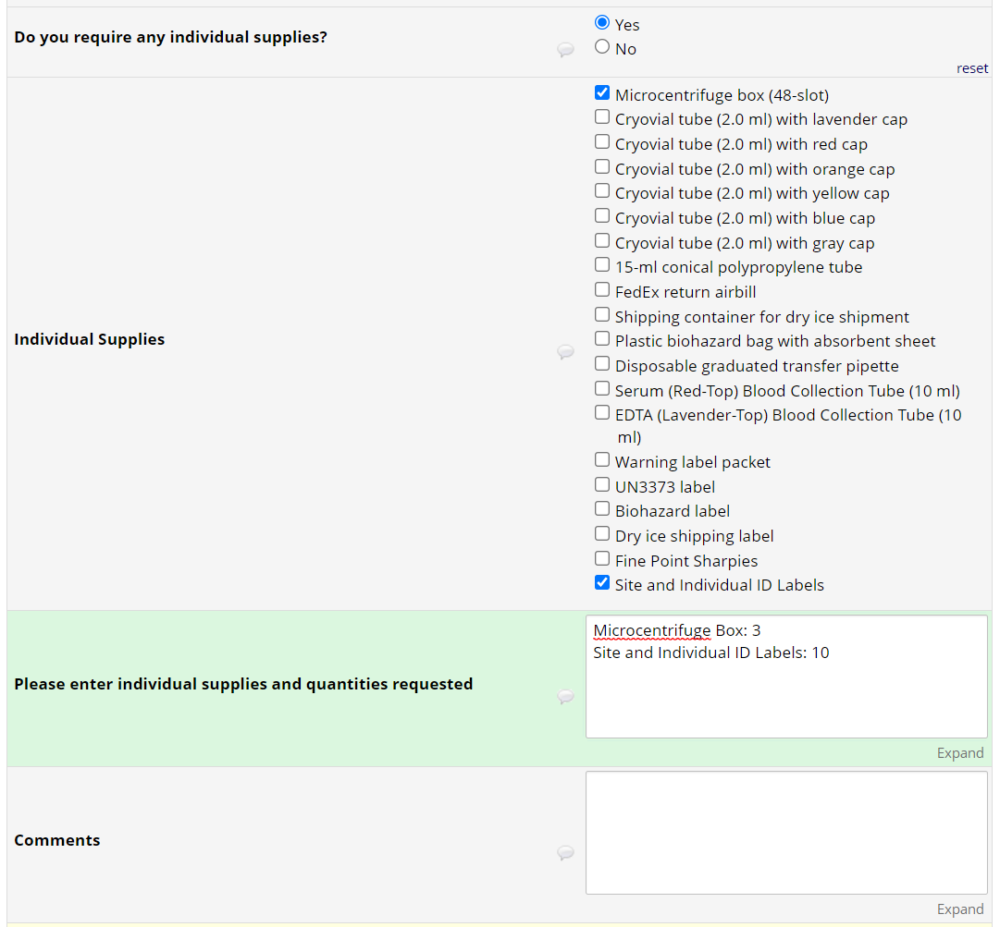 Do you require any individual supplies?
Yes
No
reset
Individual Supplies
Microcentrifuge box (48-slot)
Cryovial tube (2.0 ml) with lavender cap
Cryovial tube (2.0 ml) with red cap
Cryovial tube (2.0 ml) with orange cap
Cryovial tube (2.0 ml) with yellow cap
Cryovial tube (2.0 ml) with blue cap
Cryovial tube (2.0 ml) with gray cap
15-ml conical polypropylene tube
FedEx return airbill
Shipping container for dry ice shipment
Plastic biohazard bag with absorbent sheet
Disposable graduated transfer pipette
Serum (Red-Top) Blood Collection Tube (10 ml)
EDTA (Lavender-Top) Blood Collection Tube (10
ml)
Warning label packet
UN3373 label
Biohazard label
Dry ice shipping label
Fine Point Sharpies
Site and Individual ID Labels
Please enter individual supplies and quantities requested
Microcentrifuge Box: 3
Site and Individual ID Labels: 10
Expand
Comments
Expand